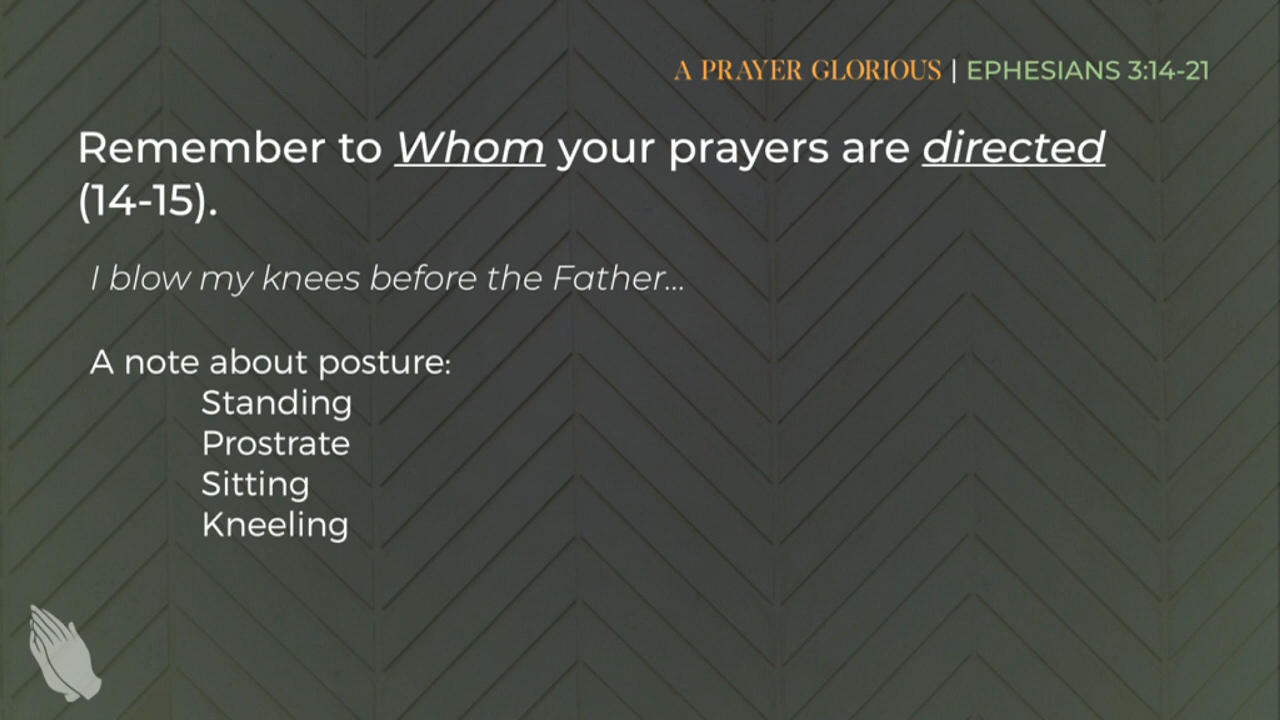 A PRAYER GLORIOUS | EPHESIANS 3:14-21
Remember to Whom your prayers are directed
(14-15).
I blow my knees before the Father...
A note about posture:
Standing
Prostrate
Sitting
Kneeling